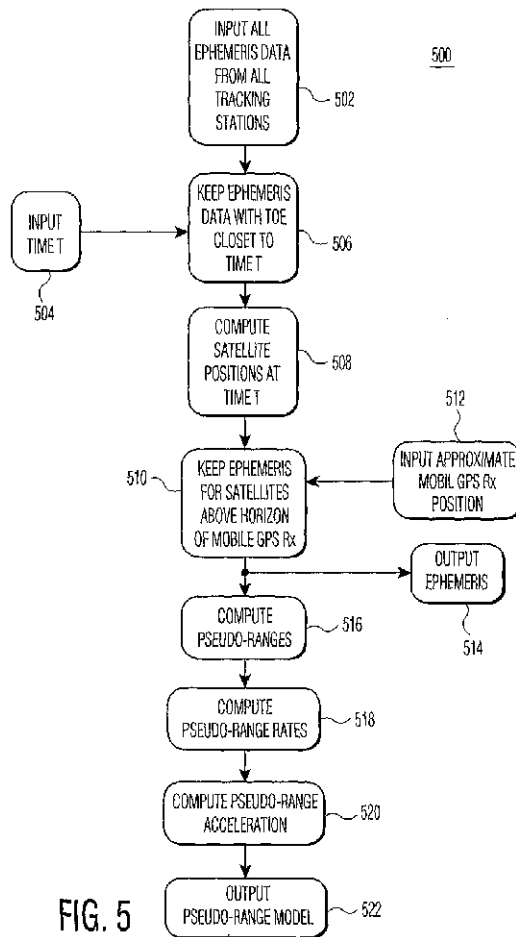 INPUT ALL
EPHEMERIS DATA
FROM ALL
TRACKING
STATIONS
502
500
INPUT
TIME T
504
KEEP EPHEMERIS
DATA WITH TOE
CLOSET TO
TIME T
506
COMPUTE
SATELLITE
POSITIONS AT
TIME T
508
510
KEEP EPHEMERIS
FOR SATELLITES
ABOVE HORIZON
OF MOBILE GPS Rx
512
INPUT APPROXIMATE
MOBIL GPS Rx
POSITION
OUTPUT
EPHEMERIS
514
COMPUTE
PSEUDO-RANGES
516
COMPUTE
PSEUDO-RANGE RATES
518
COMPUTE PSEUDO-RANGE
ACCELERATION
520
OUTPUT
PSEUDO-RANGE MODEL
522
FIG. 5